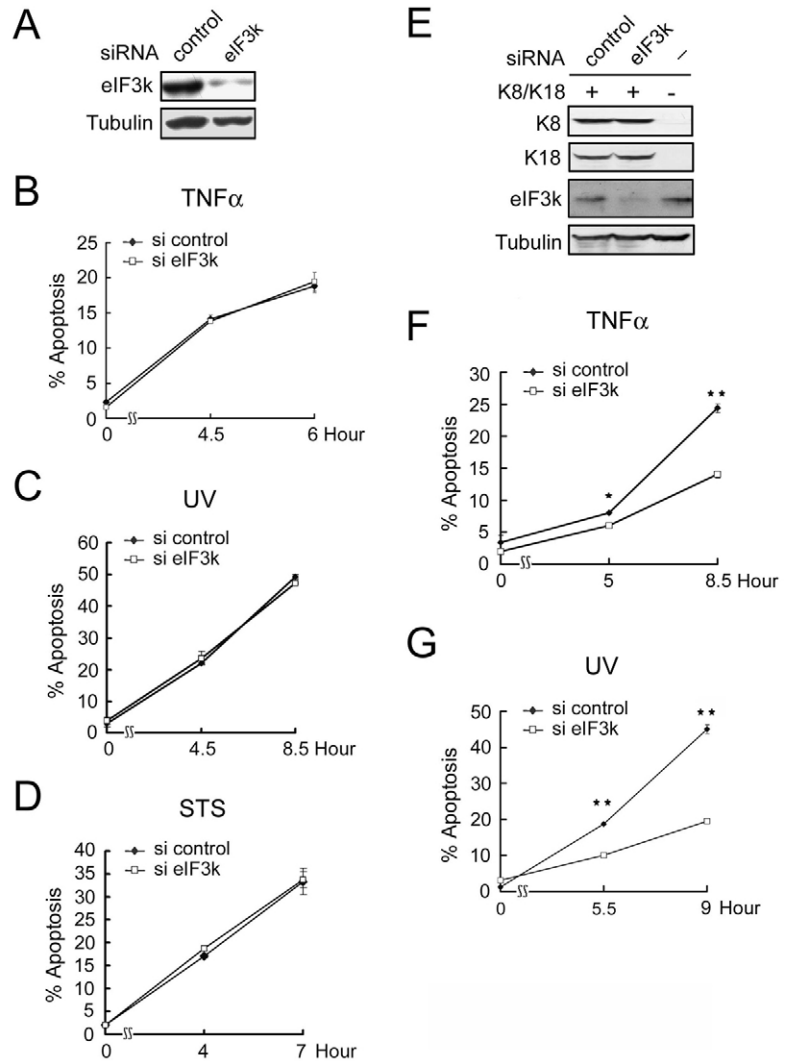 A
siRNA control eIF3k
eIF3k
Tubulin
B
TNFα
si control
si eIF3k
% Apoptosis
25
20
15
10
5
0
0 4.5 6 Hour
C
UV
si control
si eIF3k
% Apoptosis
60
50
40
30
20
10
0
0 4.5 8.5 Hour
D
STS
si control
si eIF3k
% Apoptosis
40
35
30
25
20
15
10
5
0
0 4 7 Hour
E
siRNA control eIF3k –
K8/K18 + + -
K8
K18
eIF3k
Tubulin
F
TNFα
si control
si eIF3k
% Apoptosis
30
25
20
15
10
5
0
0 5 8.5 Hour
G
UV
si control
si eIF3k
% Apoptosis
50
40
30
20
10
0
0 5.5 9 Hour